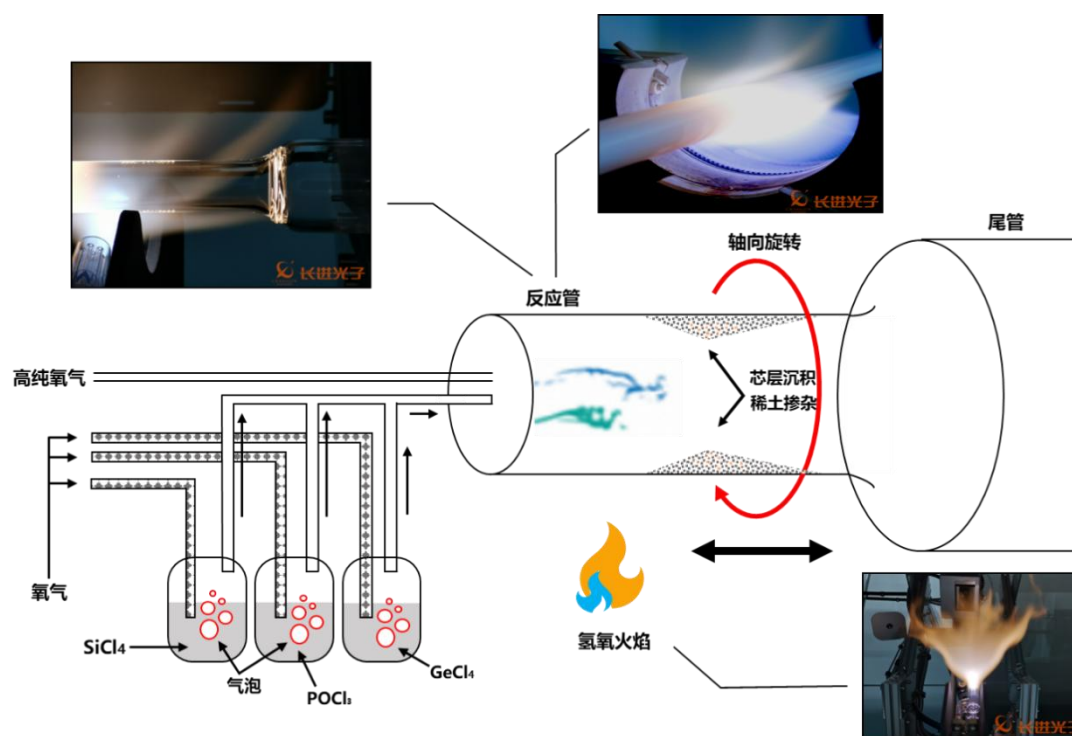 长进光子
长进光子
轴向旋转
尾管
反应管
高纯氧气
芯层沉积
稀土掺杂
氧气
氢氧火焰
SiCl₄
气泡
POCl₃
GeCl₄
长进光子